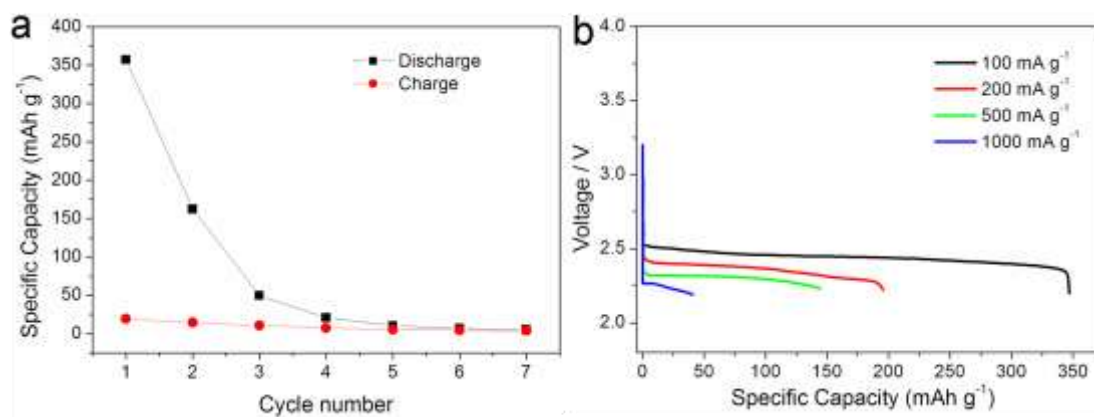 a
Specific Capacity (mAh g⁻¹)
400
350
300
250
200
150
100
50
0
Discharge
Charge
1 2 3 4 5 6 7
Cycle number
b
Voltage / V
4.0
3.5
3.0
2.5
2.0
100 mA g⁻¹
200 mA g⁻¹
500 mA g⁻¹
1000 mA g⁻¹
0 50 100 150 200 250 300 350
Specific Capacity (mAh g⁻¹)